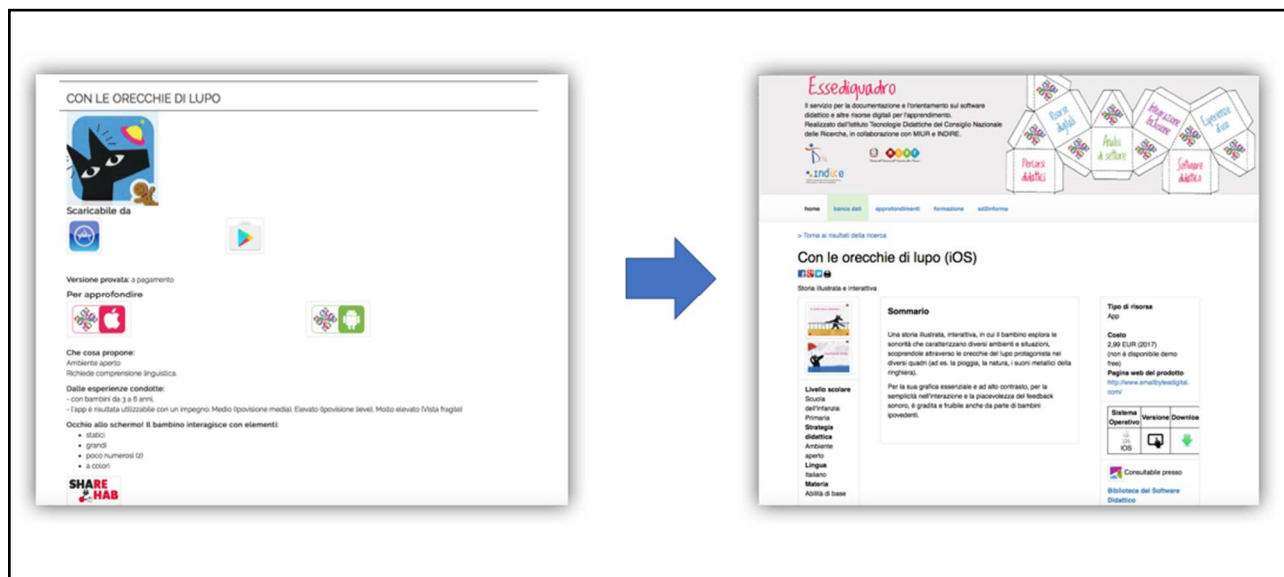 CON LE ORECCHIE DI LUPO
Scaricabile da
Versione provata: a pagamento
Per approfondire
Che cosa propone:
Ambiente aperto
Richiede comprensione linguistica.
Dalle esperienze condotte:
- con bambini da 3 a 6 anni.
- l'app è risultata utilizzabile con un impegno: Medio (Ipovisione media), Elevato (Ipovisione lieve), Molto elevato (Vista fragile)
Occhio allo schermo! Il bambino interagisce con elementi:
• statici
• grandi
• poco numerosi (2)
• a colori
SHARE
HAB
Essediquadro
Il servizio per la documentazione e l'orientamento sul software
didattico e altre risorse digitali per l'apprendimento.
Realizzato dall'Istituto Tecnologie Didattiche del Consiglio Nazionale
delle Ricerche, in collaborazione con MIUR e INDIRE.
Percorsi
didattici
Risorse
digitali
Analisi
di settore
Integrazione
Inclusione
Software
didattico
Esperienze
d'uso
home banca dati approfondimenti formazione sd2informa
> Torna ai risultati della ricerca
Con le orecchie di lupo (iOS)
Storia illustrata e interattiva
Livello scolare
Scuola
dell'infanzia
Primaria
Strategia
didattica
Ambiente
aperto
Lingua
Italiano
Materia
Abilità di base
Sommario
Una storia illustrata, interattiva, in cui il bambino esplora le
sonorità che caratterizzano diversi ambienti e situazioni,
scoprendole attraverso le orecchie del lupo protagonista nei
diversi quadri (ad es. la pioggia, la natura, i suoni metallici della
ringhiera).
Per la sua grafica essenziale e ad alto contrasto, per la
semplicità nell'interazione e la piacevolezza del feedback
sonoro, è gradita e fruibile anche da parte di bambini
ipovedenti.
Tipo di risorsa
App
Costo
2,99 EUR (2017)
(non è disponibile demo
free)
Pagina web del prodotto
http://www.smallbytesdigital.
com/
Sistema
Operativo Versione Download
iOS
Consultabile presso
Biblioteca del Software
Didattico